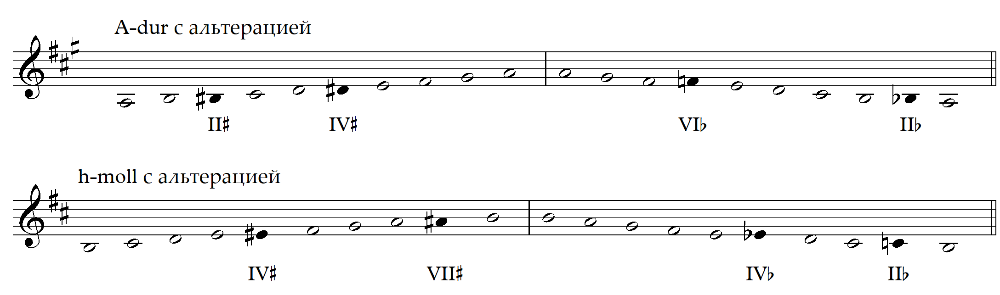 A-dur с альтерацией
II♯ IV♯ VI♭ II♭
h-moll с альтерацией
IV♯ VII♯ IV♭ II♭